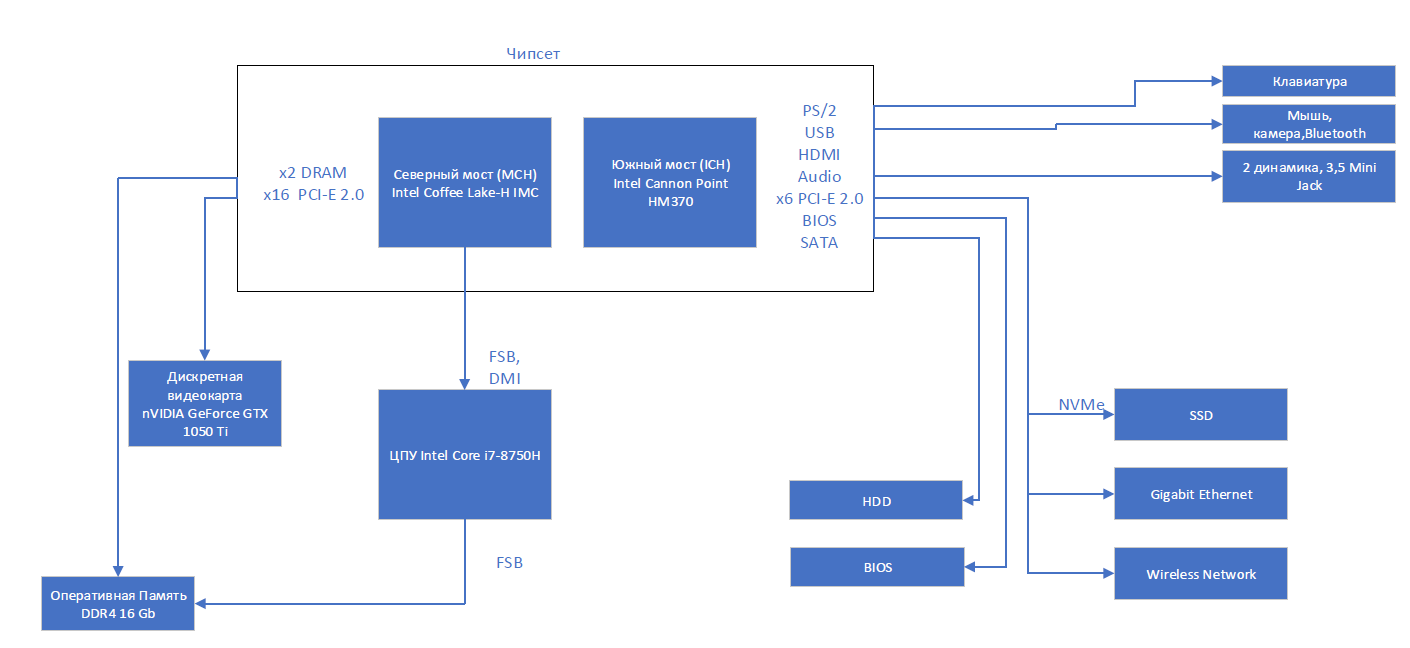 Чипсет
x2 DRAM
x16 PCI-E 2.0
Северный мост (MCH)
Intel Coffee Lake-H IMC
Южный мост (ICH)
Intel Cannon Point
HM370
PS/2
USB
HDMI
Audio
x6 PCI-E 2.0
BIOS
SATA
Клавиатура
Мышь,
камера,Bluetooth
2 динамика, 3,5 Mini
Jack
FSB,
DMI
Дискретная
видеокарта
nVIDIA GeForce GTX
1050 Ti
ЦПУ Intel Core i7-8750H
NVMe
SSD
HDD
Gigabit Ethernet
FSB
BIOS
Wireless Network
Оперативная Память
DDR4 16 Gb